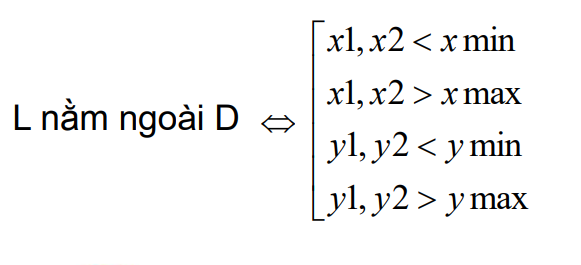 x1, x2 < x min
x1, x2 > x max
L nằm ngoài D ⇔
y1, y2 < y min
y1, y2 > y max